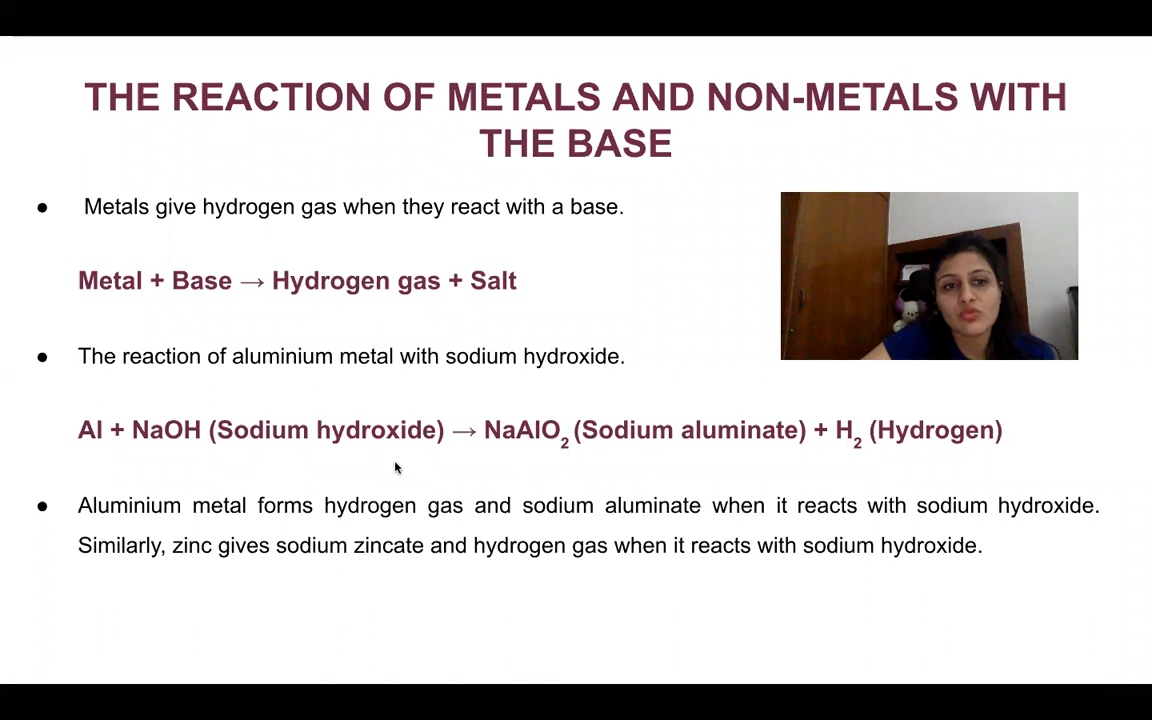 THE REACTION OF METALS AND NON-METALS WITH
THE BASE
● Metals give hydrogen gas when they react with a base.
Metal + Base → Hydrogen gas + Salt
● The reaction of aluminium metal with sodium hydroxide.
Al + NaOH (Sodium hydroxide) → NaAlO₂ (Sodium aluminate) + H₂ (Hydrogen)
● Aluminium metal forms hydrogen gas and sodium aluminate when it reacts with sodium hydroxide.
Similarly, zinc gives sodium zincate and hydrogen gas when it reacts with sodium hydroxide.